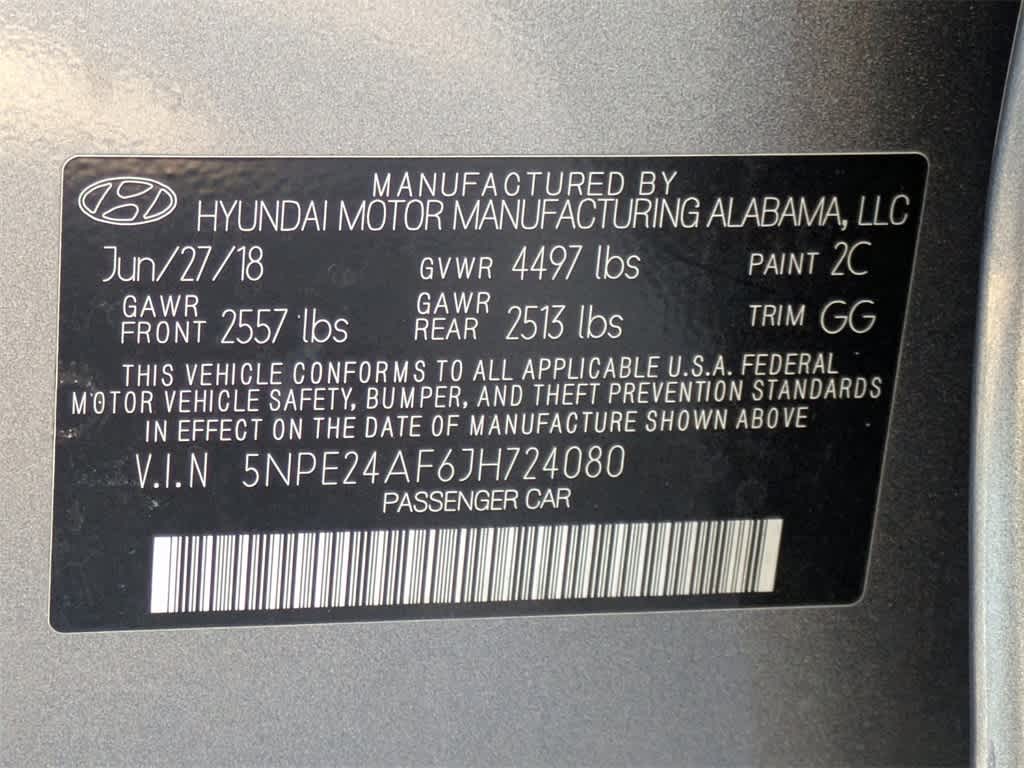 MANUFACTURED BY
HYUNDAI MOTOR MANUFACTURING ALABAMA, LLC
Jun/27/18 GVWR 4497 lbs PAINT 2C
GAWR FRONT 2557 lbs GAWR REAR 2513 lbs TRIM GG
THIS VEHICLE CONFORMS TO ALL APPLICABLE U.S.A. FEDERAL
MOTOR VEHICLE SAFETY, BUMPER, AND THEFT PREVENTION STANDARDS
IN EFFECT ON THE DATE OF MANUFACTURE SHOWN ABOVE
V.I.N 5NPE24AF6JH724080
PASSENGER CAR